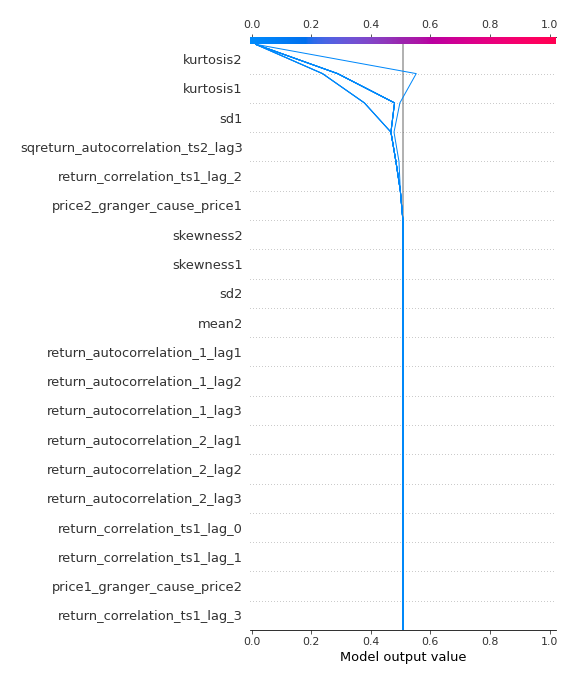 0.0 0.2 0.4 0.6 0.8 1.0
kurtosis2
kurtosis1
sd1
sqreturn_autocorrelation_ts2_lag3
return_correlation_ts1_lag_2
price2_granger_cause_price1
skewness2
skewness1
sd2
mean2
return_autocorrelation_1_lag1
return_autocorrelation_1_lag2
return_autocorrelation_1_lag3
return_autocorrelation_2_lag1
return_autocorrelation_2_lag2
return_autocorrelation_2_lag3
return_correlation_ts1_lag_0
return_correlation_ts1_lag_1
price1_granger_cause_price2
return_correlation_ts1_lag_3
0.0 0.2 0.4 0.6 0.8 1.0
Model output value